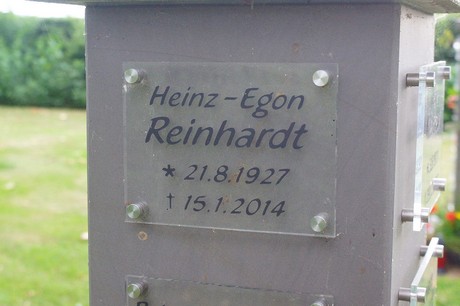 Heinz-Egon
Reinhardt
* 21.8.1927
† 15.1.2014